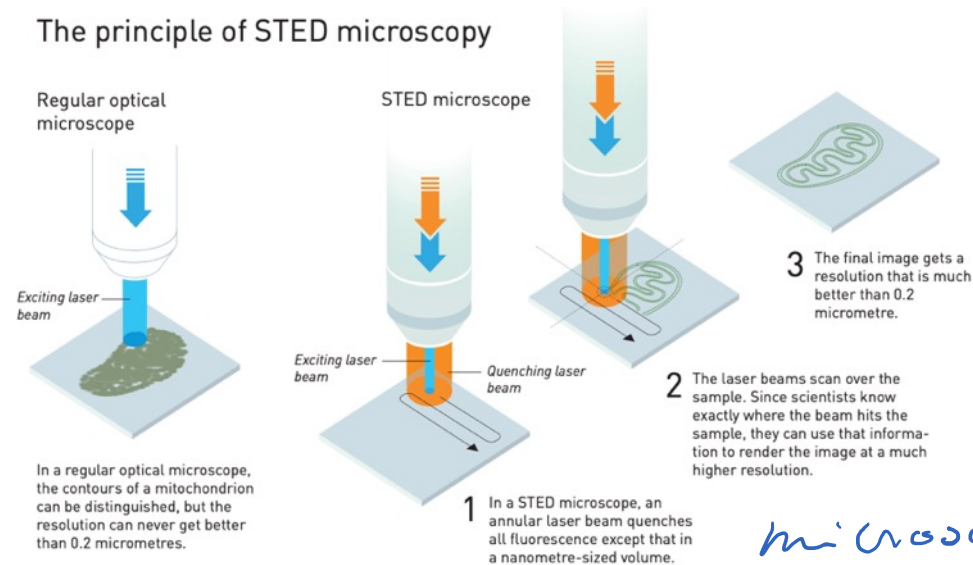 The principle of STED microscopy
Regular optical
microscope
Exciting laser
beam
In a regular optical microscope,
the contours of a mitochondrion
can be distinguished, but the
resolution can never get better
than 0.2 micrometres.
STED microscope
Exciting laser
beam
Quenching laser
beam
1 In a STED microscope, an
annular laser beam quenches
all fluorescence except that in
a nanometre-sized volume.
2 The laser beams scan over the
sample. Since scientists know
exactly where the beam hits the
sample, they can use that informa-
tion to render the image at a much
higher resolution.
3 The final image gets a
resolution that is much
better than 0.2
micrometre.